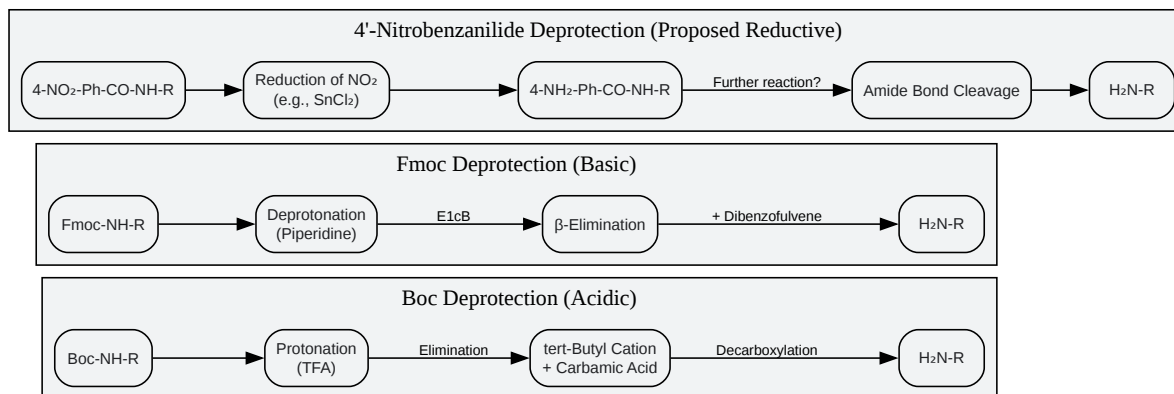 4'-Nitrobenzanilide Deprotection (Proposed Reductive)
4-NO₂-Ph-CO-NH-R
Reduction of NO₂
(e.g., SnCl₂)
4-NH₂-Ph-CO-NH-R
Further reaction?
Amide Bond Cleavage
H₂N-R
Fmoc Deprotection (Basic)
Fmoc-NH-R
Deprotonation
(Piperidine)
E1cB
β-Elimination
+ Dibenzofulvene
H₂N-R
Boc Deprotection (Acidic)
Boc-NH-R
Protonation
(TFA)
Elimination
tert-Butyl Cation
+ Carbamic Acid
Decarboxylation
H₂N-R